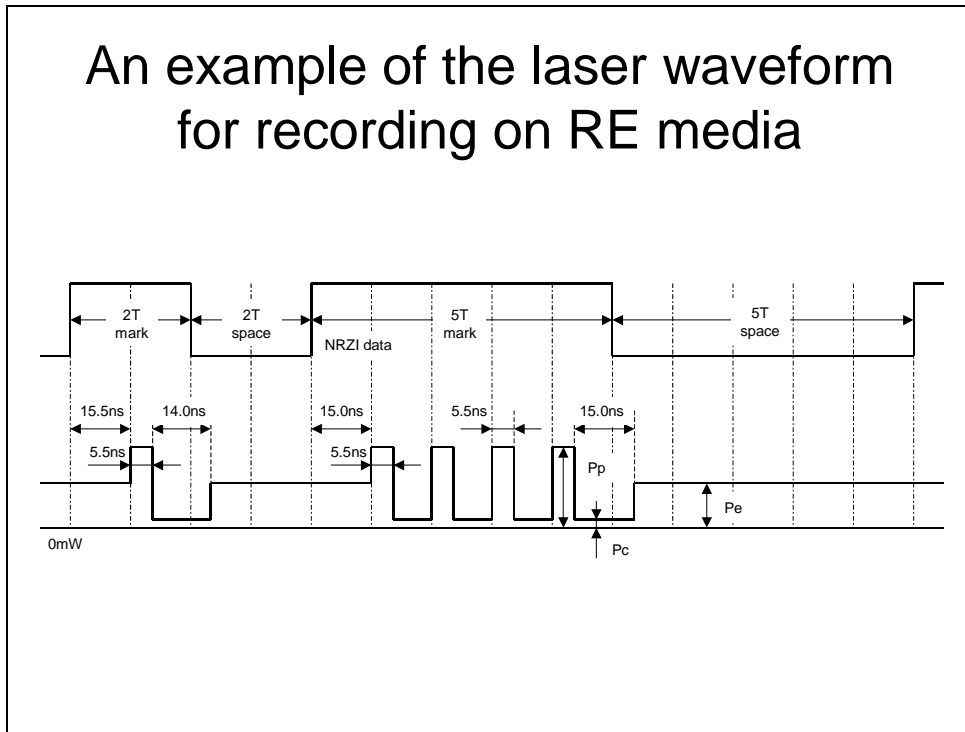 An example of the laser waveform
for recording on RE media
2T
mark
2T
space
5T
mark
5T
space
NRZI data
15.5ns
14.0ns
15.0ns
5.5ns
15.0ns
5.5ns
5.5ns
Pp
Pe
0mW
Pc